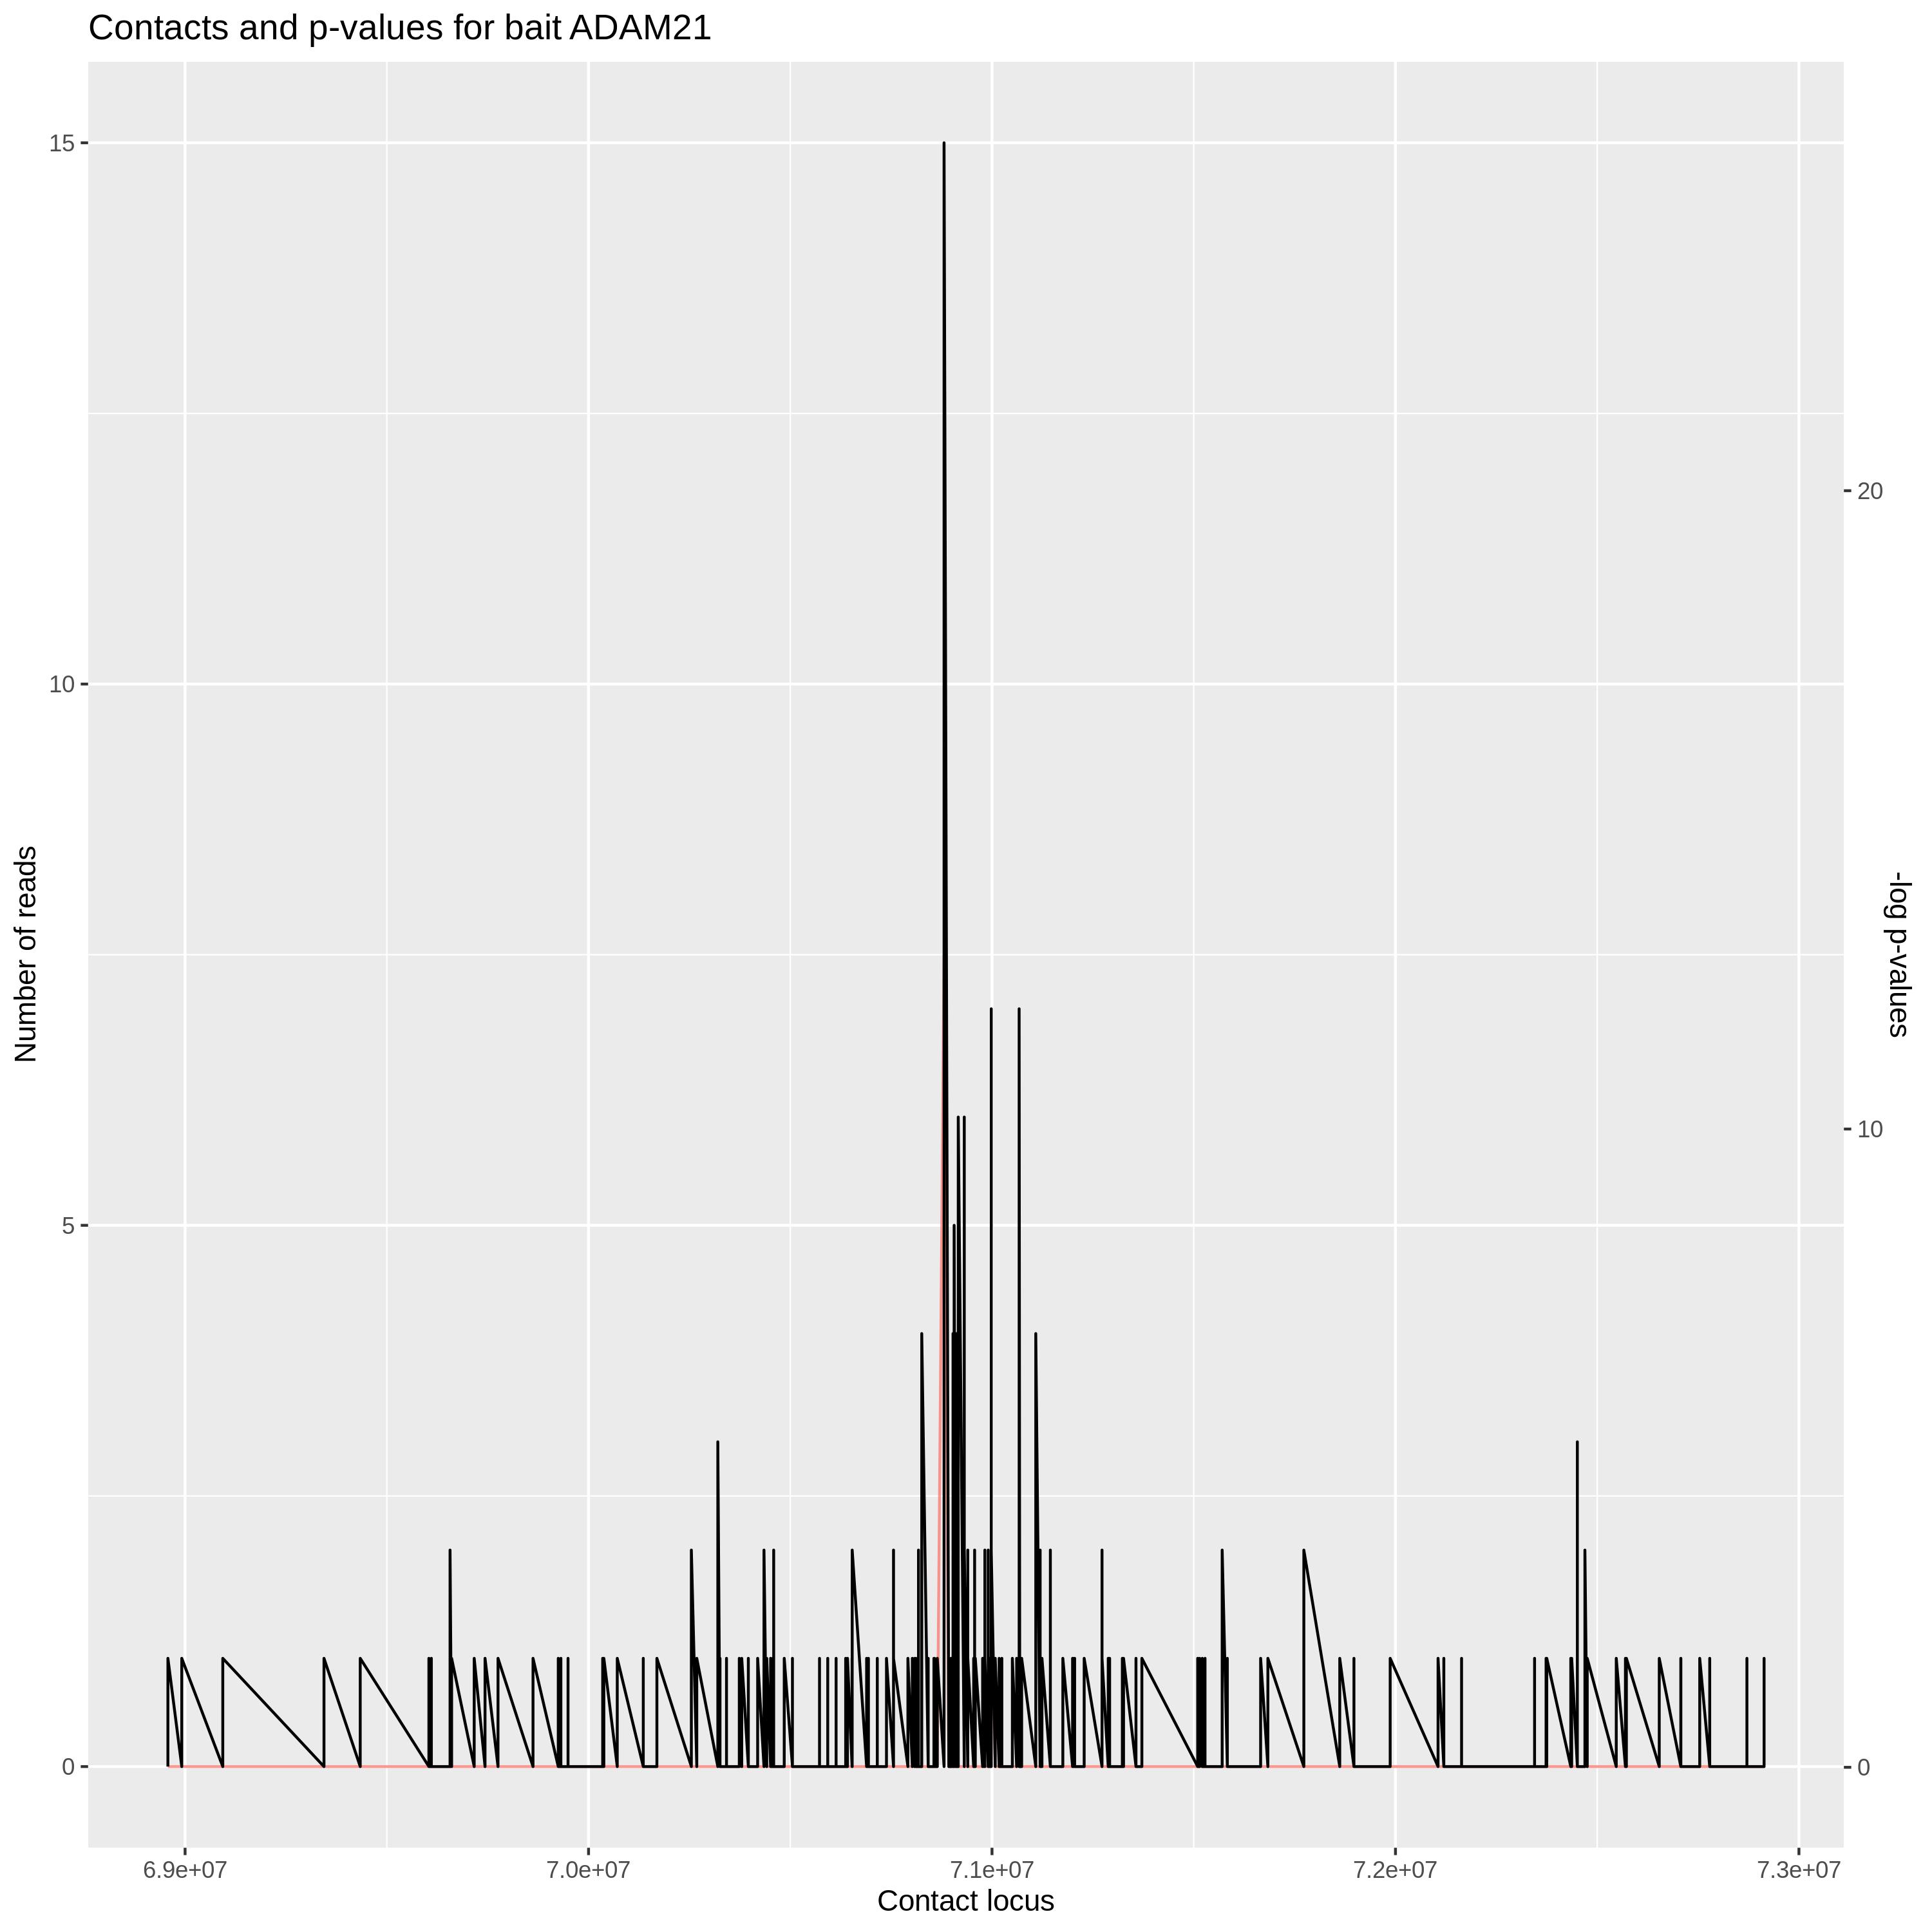 Contacts and p-values for bait ADAM21
15
10
5
0
Number of reads
20
10
0
-log p-values
6.9e+07 7.0e+07 7.1e+07 7.2e+07 7.3e+07
Contact locus